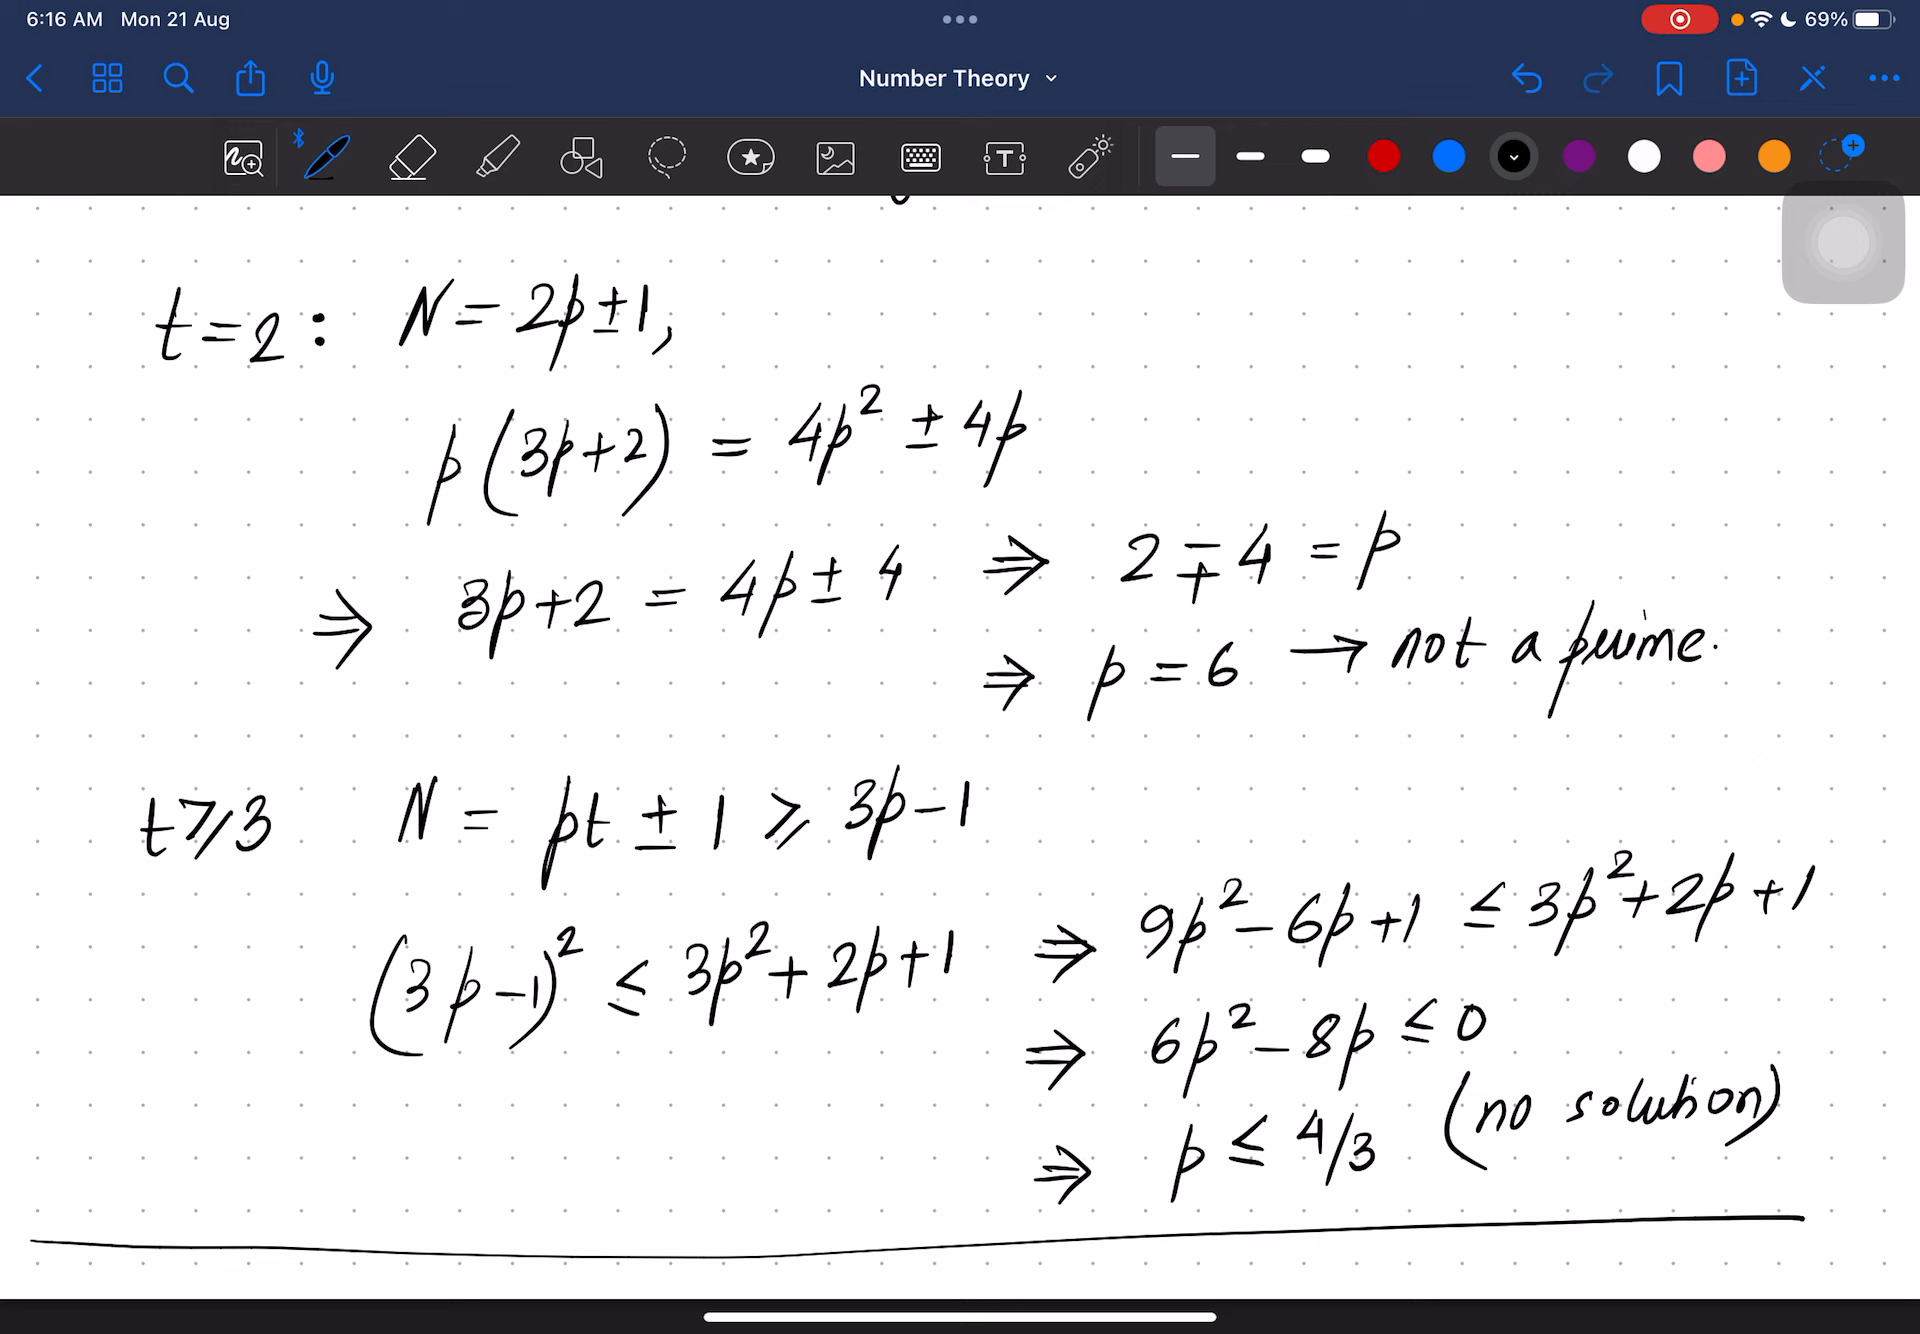 6:16 AM Mon 21 Aug
69%
Number Theory
T
t=2: N = 2p ± 1,
p(3p+2) = 4p² ± 4p
⇒ 3p+2 = 4p ± 4 ⇒ 2 ∓ 4 = p
⇒ p = 6 → not a prime.
t ≥ 3 N = pt ± 1 ≥ 3p-1
(3p-1)² ≤ 3p² + 2p + 1 ⇒ 9p² - 6p + 1 ≤ 3p² + 2p + 1
⇒ 6p² - 8p ≤ 0
⇒ p ≤ 4/3 (no solution)